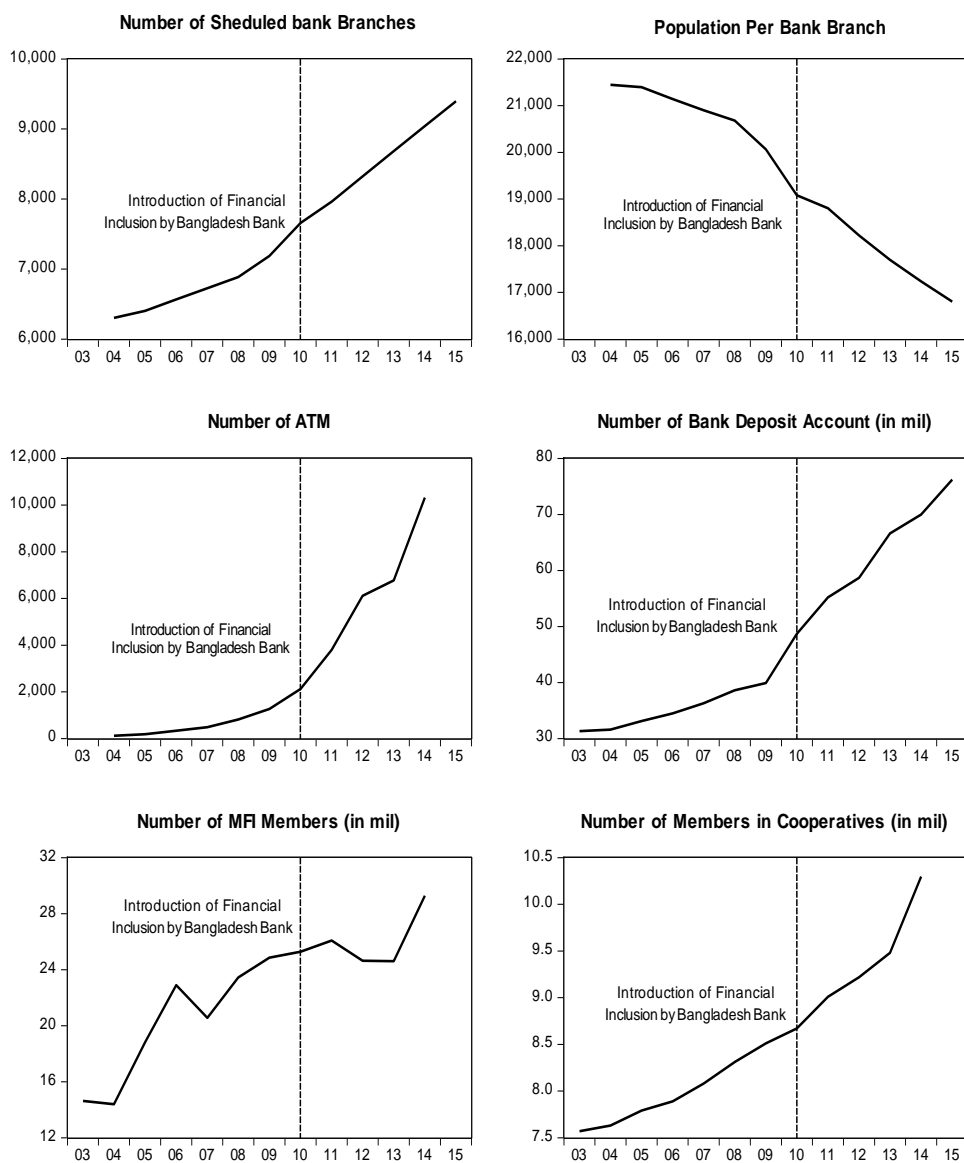 Number of Sheduled bank Branches
10,000
9,000
8,000
7,000
6,000
Introduction of Financial
Inclusion by Bangladesh Bank
03 04 05 06 07 08 09 10 11 12 13 14 15
Population Per Bank Branch
22,000
21,000
20,000
19,000
18,000
17,000
16,000
Introduction of Financial
Inclusion by Bangladesh Bank
03 04 05 06 07 08 09 10 11 12 13 14 15
Number of ATM
12,000
10,000
8,000
6,000
4,000
2,000
0
Introduction of Financial
Inclusion by Bangladesh Bank
03 04 05 06 07 08 09 10 11 12 13 14 15
Number of Bank Deposit Account (in mil)
80
70
60
50
40
30
Introduction of Financial
Inclusion by Bangladesh Bank
03 04 05 06 07 08 09 10 11 12 13 14 15
Number of MFI Members (in mil)
32
28
24
20
16
12
Introduction of Financial
Inclusion by Bangladesh Bank
03 04 05 06 07 08 09 10 11 12 13 14 15
Number of Members in Cooperatives (in mil)
10.5
10.0
9.5
9.0
8.5
8.0
7.5
Introduction of Financial
Inclusion by Bangladesh Bank
03 04 05 06 07 08 09 10 11 12 13 14 15